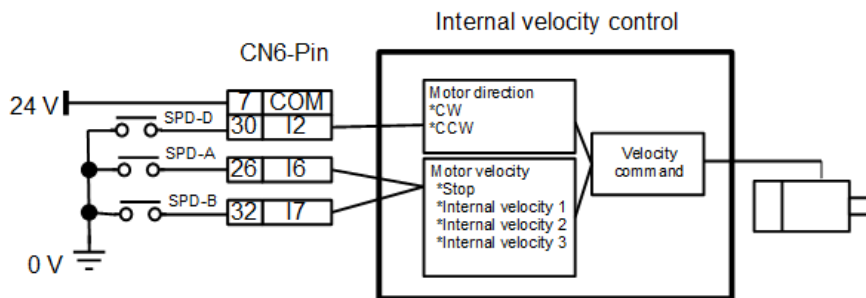 Internal velocity control
CN6-Pin
24 V
7 COM
SPD-D
30 I2
SPD-A
26 I6
SPD-B
32 I7
0 V
Motor direction
*CW
*CCW
Motor velocity
*Stop
*Internal velocity 1
*Internal velocity 2
*Internal velocity 3
Velocity
command